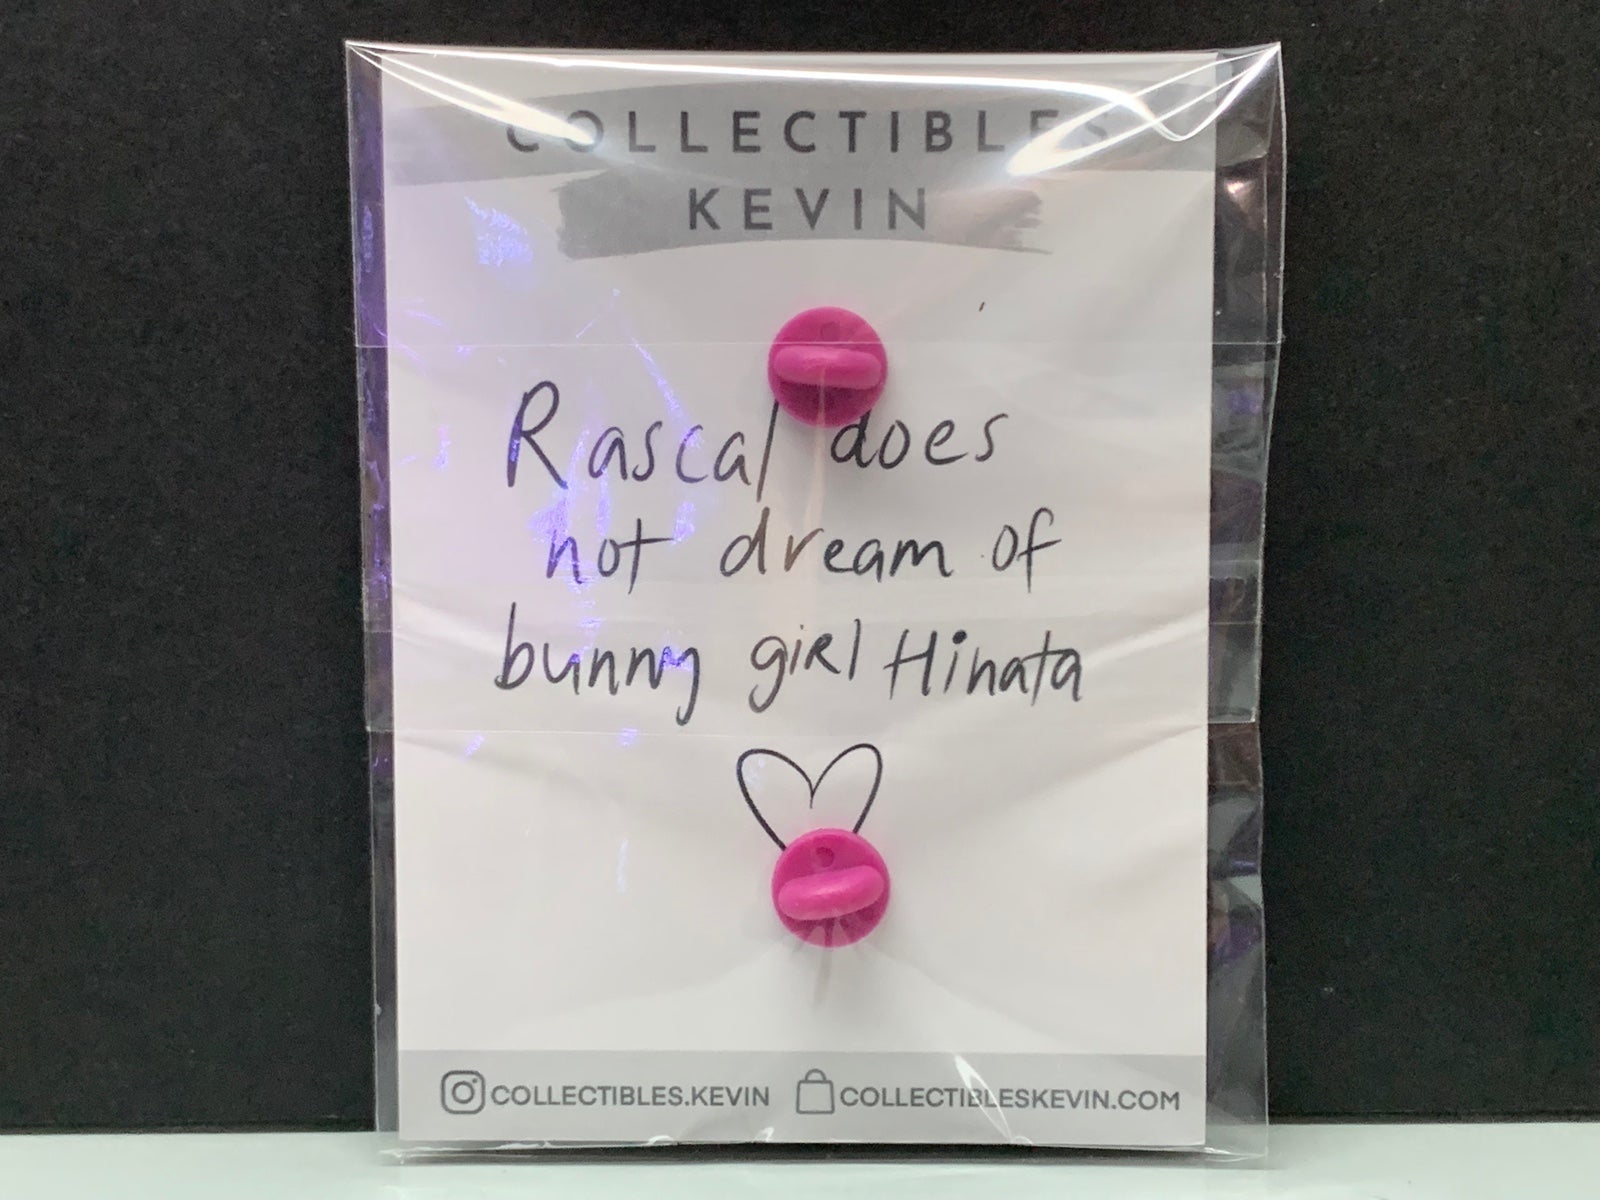 COLLECTIBLES
KEVIN
Rascal does
not dream of
bunny girl Hinata
COLLECTIBLES.KEVIN COLLECTIBLESKEVIN.COM